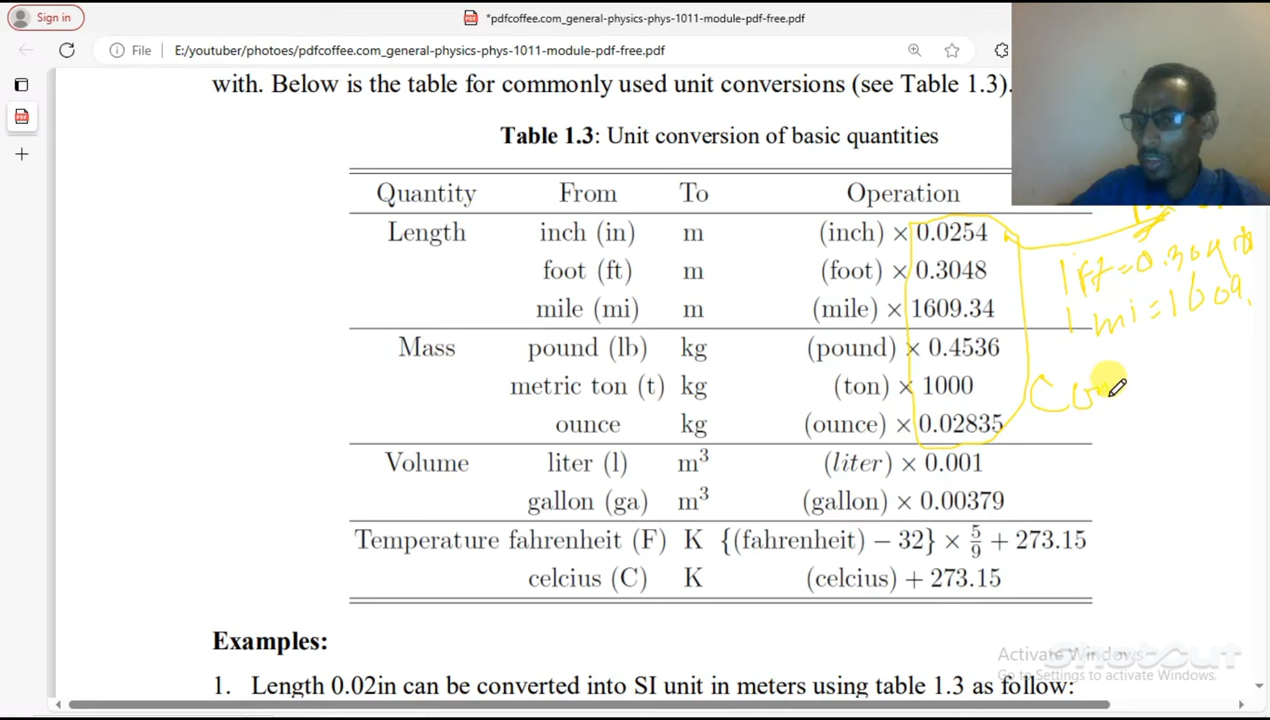 Sign in
*pdfcoffee.com_general-physics-phys-1011-module-pdf-free.pdf
File E:/youtuber/photoes/pdfcoffee.com_general-physics-phys-1011-module-pdf-free.pdf
with. Below is the table for commonly used unit conversions (see Table 1.3).
Table 1.3: Unit conversion of basic quantities
Quantity From To Operation
Length inch (in) m (inch) × 0.0254
foot (ft) m (foot) × 0.3048
mile (mi) m (mile) × 1609.34
Mass pound (lb) kg (pound) × 0.4536
metric ton (t) kg (ton) × 1000
ounce kg (ounce) × 0.02835
Volume liter (l) m³ (liter) × 0.001
gallon (ga) m³ (gallon) × 0.00379
Temperature fahrenheit (F) K {(fahrenheit) − 32} × 5/9 + 273.15
celcius (C) K (celcius) + 273.15
1 ft = 0.304
1 mi = 1609.
Con
Examples:
1. Length 0.02in can be converted into SI unit in meters using table 1.3 as follow:
Activate Windows
Go to Settings to activate Windows.
Shotcut